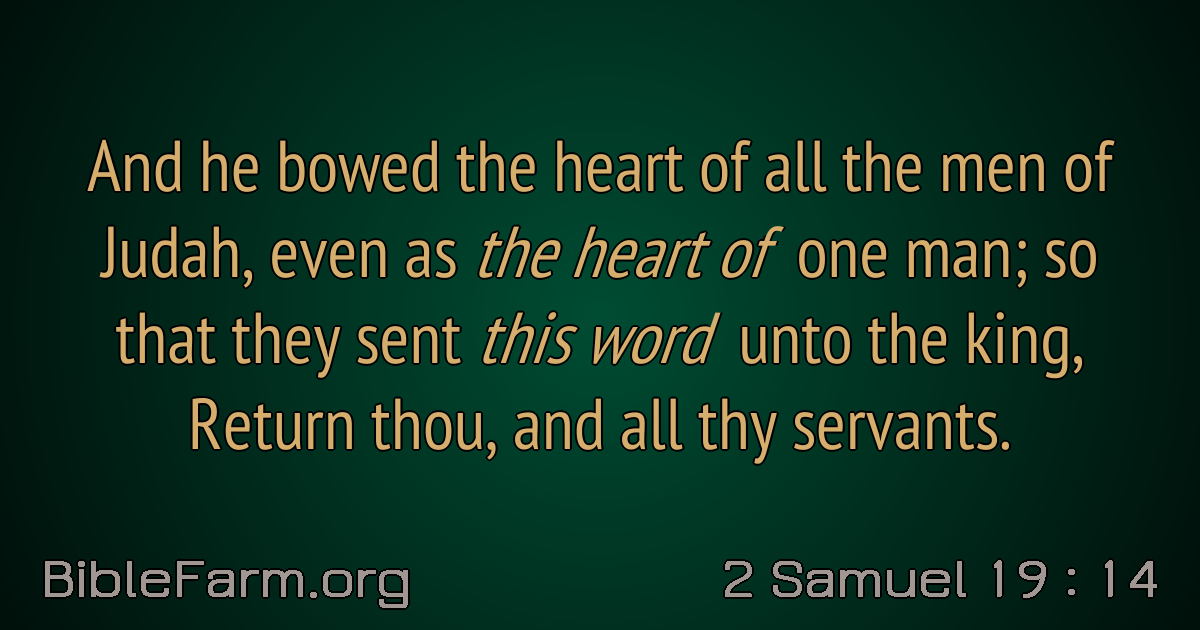 And he bowed the heart of all the men of
Judah, even as the heart of one man; so
that they sent this word unto the king,
Return thou, and all thy servants.
BibleFarm.org
2 Samuel 19 : 14